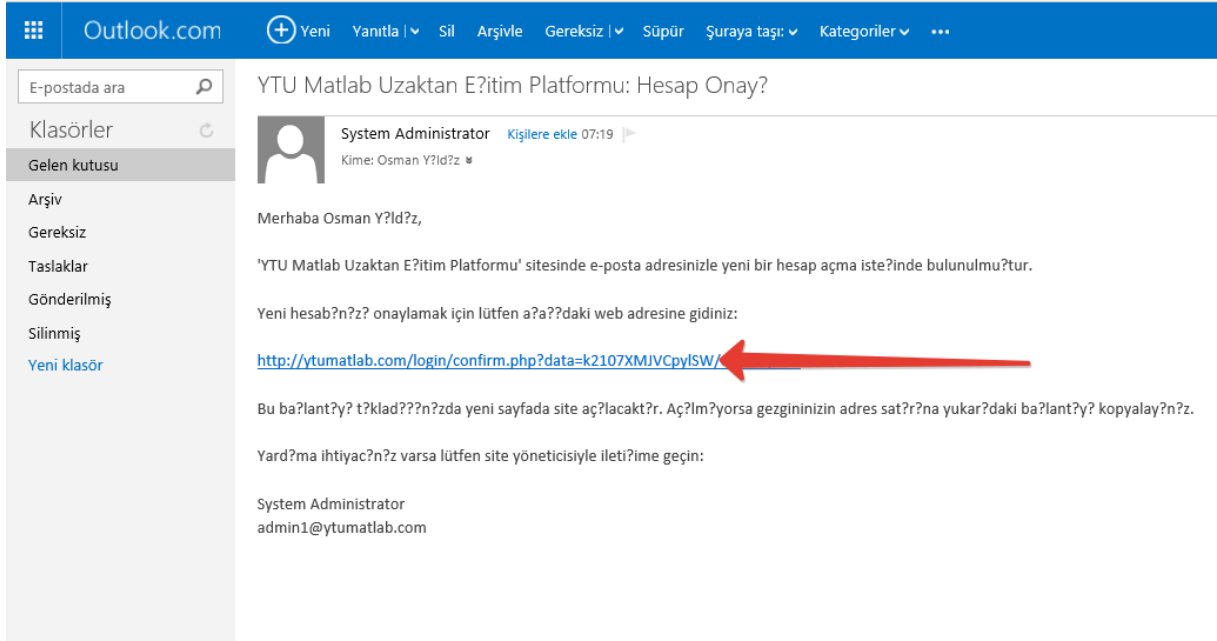 Outlook.com
Yeni Yanıtla Sil Arşivle Gereksiz Süpür Şuraya taşı: Kategoriler •••
E-postada ara
Klasörler
Gelen kutusu
Arşiv
Gereksiz
Taslaklar
Gönderilmiş
Silinmiş
Yeni klasör
YTU Matlab Uzaktan E?itim Platformu: Hesap Onay?
System Administrator Kişilere ekle 07:19
Kime: Osman Y?ld?z
Merhaba Osman Y?ld?z,
'YTU Matlab Uzaktan E?itim Platformu' sitesinde e-posta adresinizle yeni bir hesap açma iste?inde bulunulmu?tur.
Yeni hesab?n?z? onaylamak için lütfen a?a??daki web adresine gidiniz:
http://ytumatlab.com/login/confirm.php?data=k2107XMJVCpylSW/
Bu ba?lant?y? t?klad???n?zda yeni sayfada site aç?lacakt?r. Aç?lm?yorsa gezgininizin adres sat?r?na yukar?daki ba?lant?y? kopyalay?n?z.
Yard?ma ihtiyac?n?z varsa lütfen site yöneticisiyle ileti?ime geçin:
System Administrator
admin1@ytumatlab.com